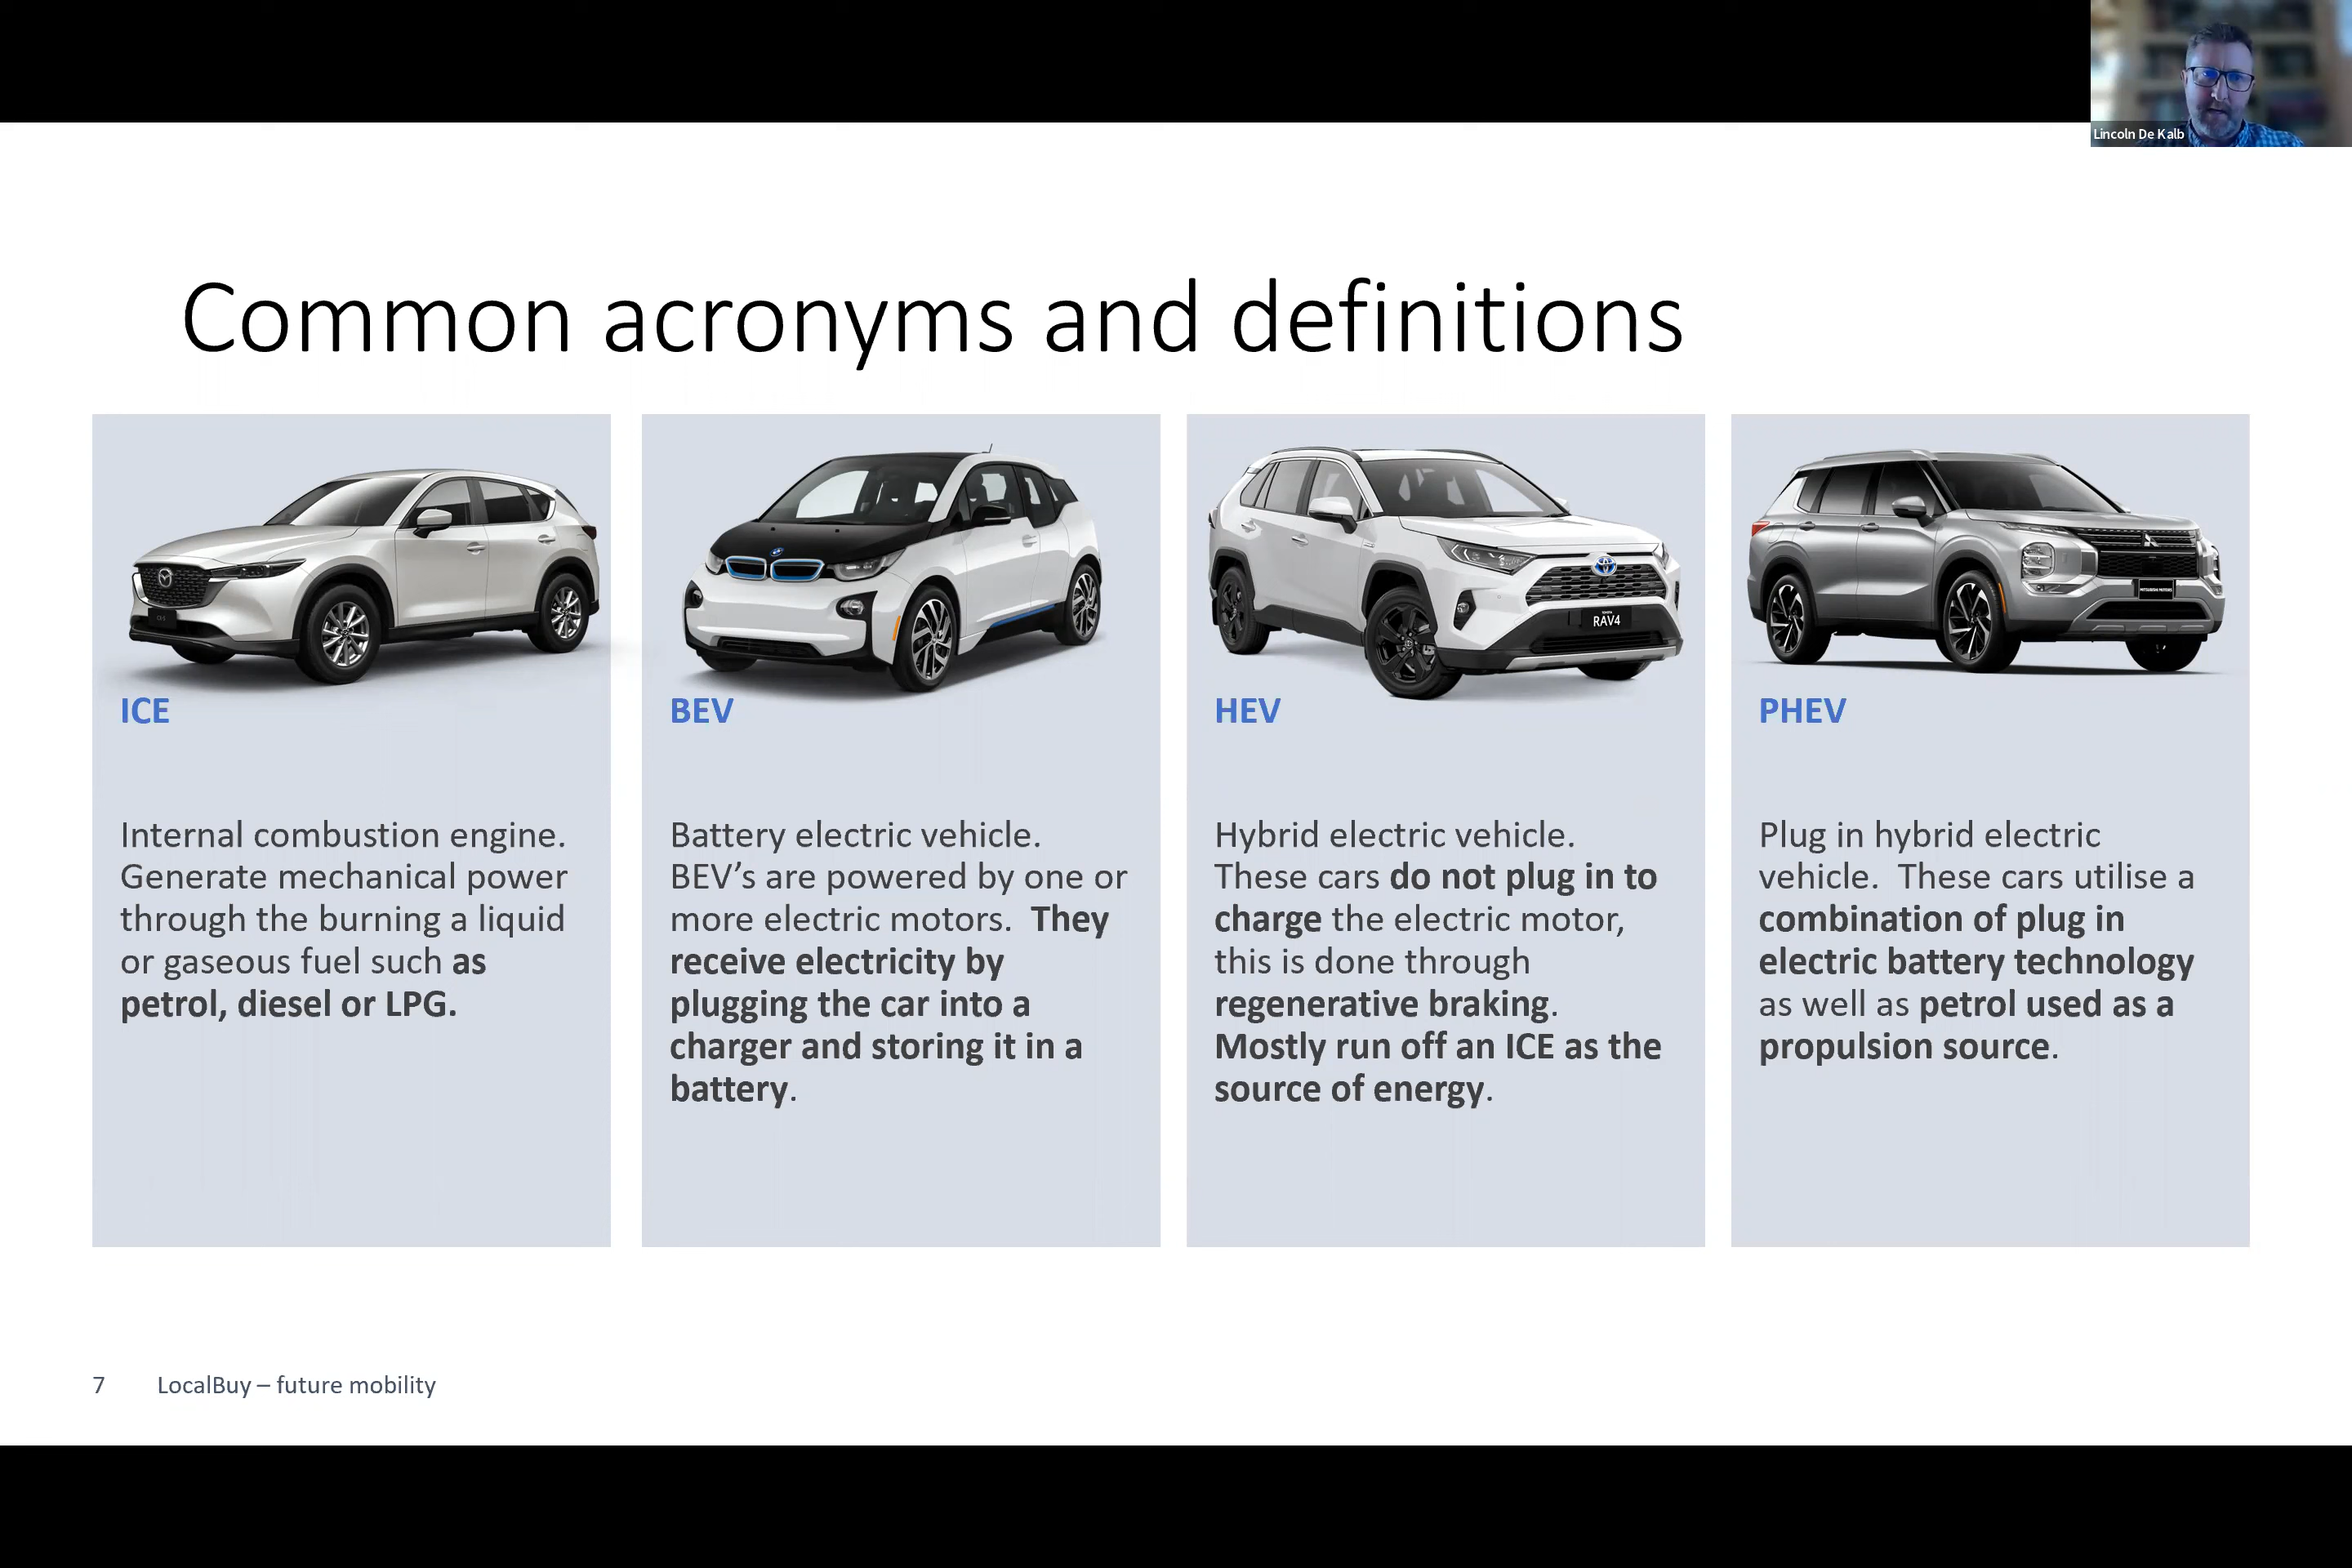 Lincoln De Kalb
Common acronyms and definitions
ICE
Internal combustion engine.
Generate mechanical power
through the burning a liquid
or gaseous fuel such as
petrol, diesel or LPG.
BEV
Battery electric vehicle.
BEV’s are powered by one or
more electric motors.  They
receive electricity by
plugging the car into a
charger and storing it in a
battery.
RAV4
HEV
Hybrid electric vehicle.
These cars do not plug in to
charge the electric motor,
this is done through
regenerative braking.
Mostly run off an ICE as the
source of energy.
PHEV
Plug in hybrid electric
vehicle.  These cars utilise a
combination of plug in
electric battery technology
as well as petrol used as a
propulsion source.
7 LocalBuy – future mobility